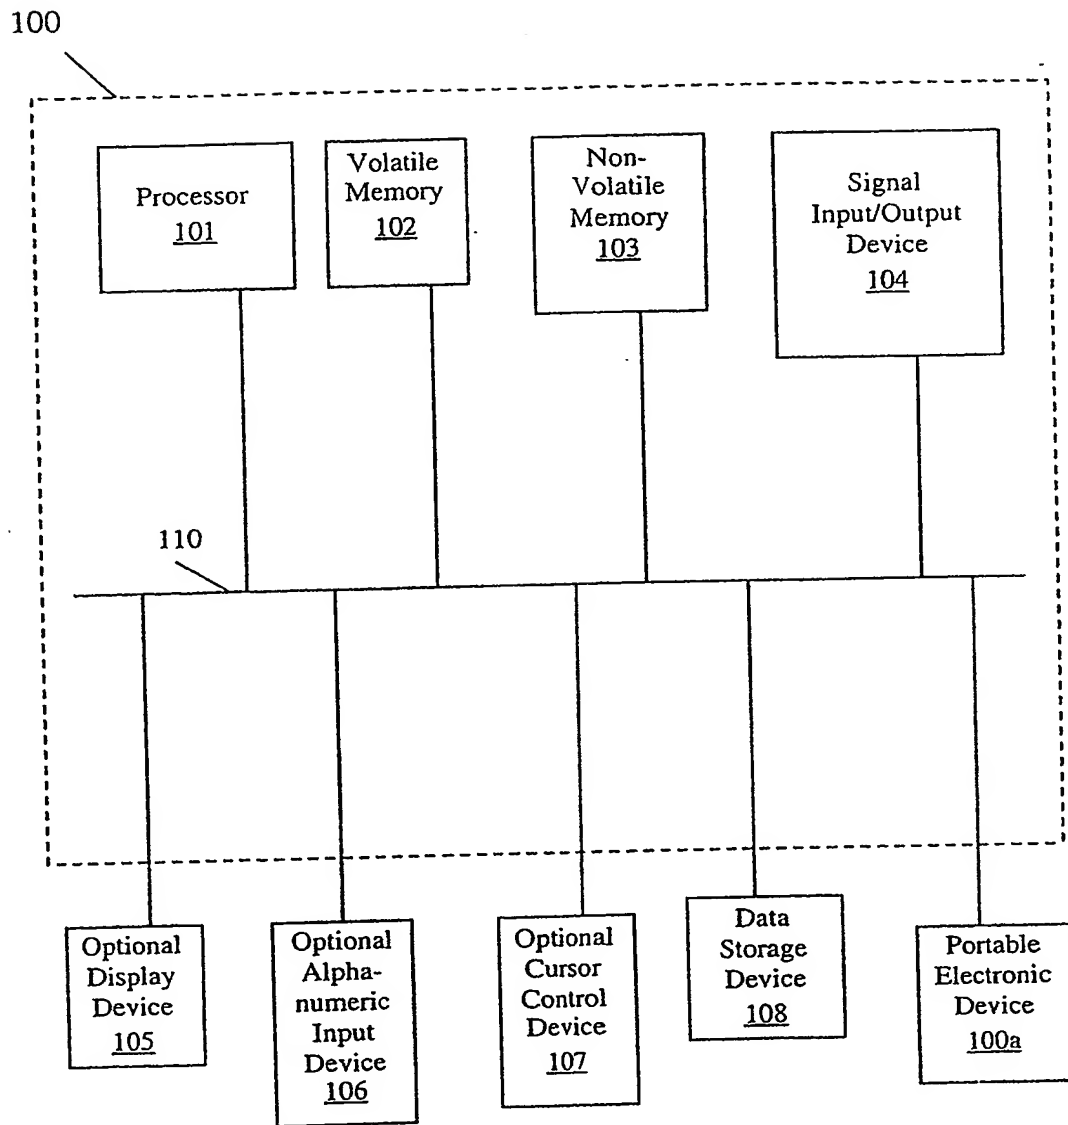 100
Processor
101
Volatile
Memory
102
Non-
Volatile
Memory
103
Signal
Input/Output
Device
104
110
Optional
Display
Device
105
Optional
Alpha-
numeric
Input
Device
106
Optional
Cursor
Control
Device
107
Data
Storage
Device
108
Portable
Electronic
Device
100a